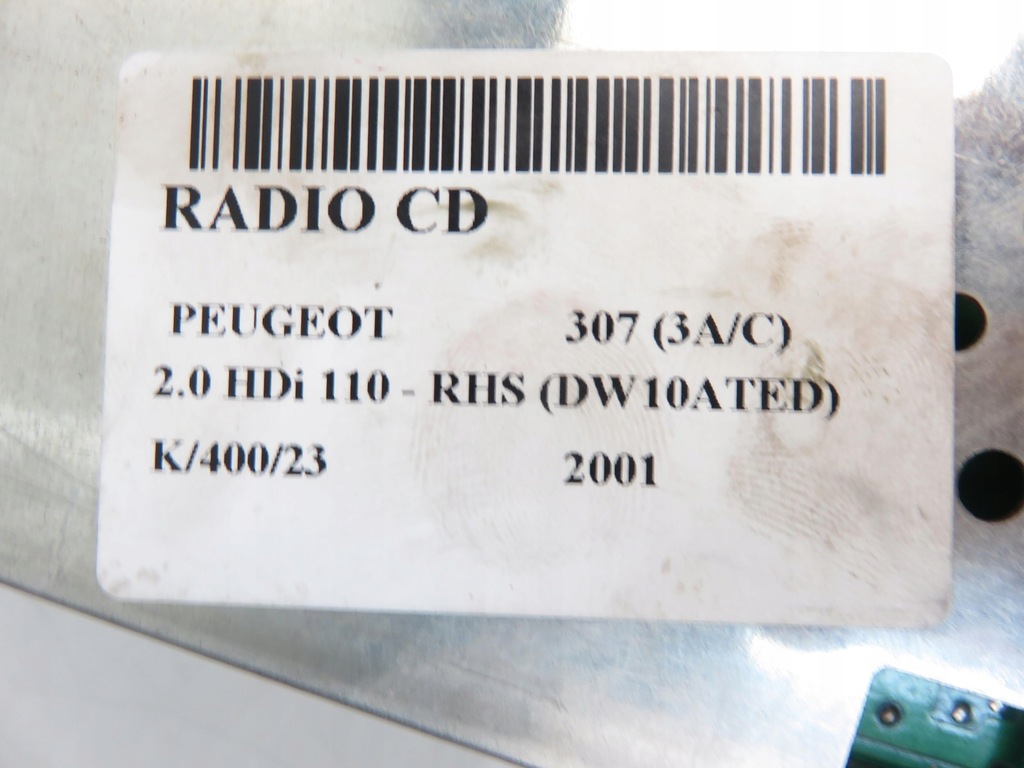 RADIO CD
PEUGEOT 307 (3A/C)
2.0 HDi 110 - RHS (DW10ATED)
K/400/23 2001